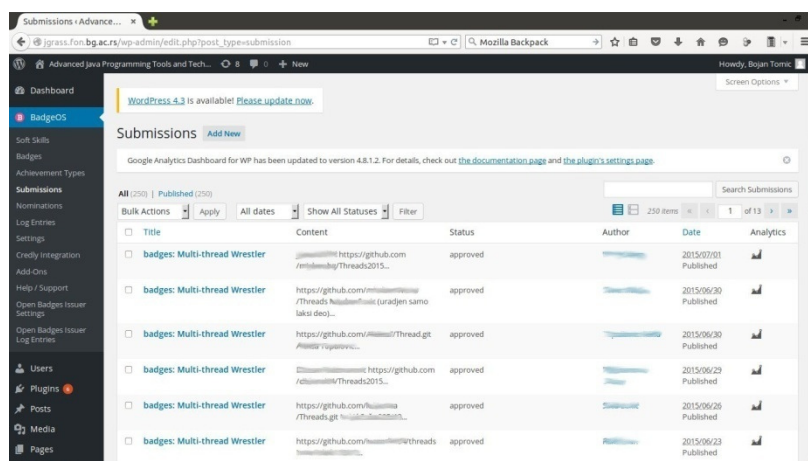 Submissions ‹ Advance... ×
jgrass.fon.bg.ac.rs/wp-admin/edit.php?post_type=submission
Mozilla Backpack
Advanced Java Programming Tools and Tech... 8 0 + New
Howdy, Bojan Tomic
Screen Options
Dashboard
BadgeOS
Soft Skills
Badges
Achievement Types
Submissions
Nominations
Log Entries
Settings
Credly Integration
Add-Ons
Help / Support
Open Badges Issuer
Settings
Open Badges Issuer
Log Entries
Users
Plugins
Posts
Media
Pages
WordPress 4.3 is available! Please update now.
Submissions Add New
Google Analytics Dashboard for WP has been updated to version 4.8.1.2. For details, check out the documentation page and the plugin's settings page.
Search Submissions
All (250) | Published (250)
Bulk Actions Apply All dates Show All Statuses Filter
250 items « ‹ 1 of 13 › »
Title Content Status Author Date Analytics
badges: Multi-thread Wrestler https://github.com approved 2015/07/01
/Threads2015... Published
badges: Multi-thread Wrestler https://github.com/ approved 2015/06/30
/Threads (uradjen samo Published
laksi deo)...
badges: Multi-thread Wrestler https://github.com/ /Thread.git approved 2015/06/30
Published
badges: Multi-thread Wrestler https://github.com approved 2015/06/29
/Threads2015... Published
badges: Multi-thread Wrestler https://github.com/ approved 2015/06/26
/Threads.git Published
badges: Multi-thread Wrestler https://github.com/ /threads approved 2015/06/23
Published